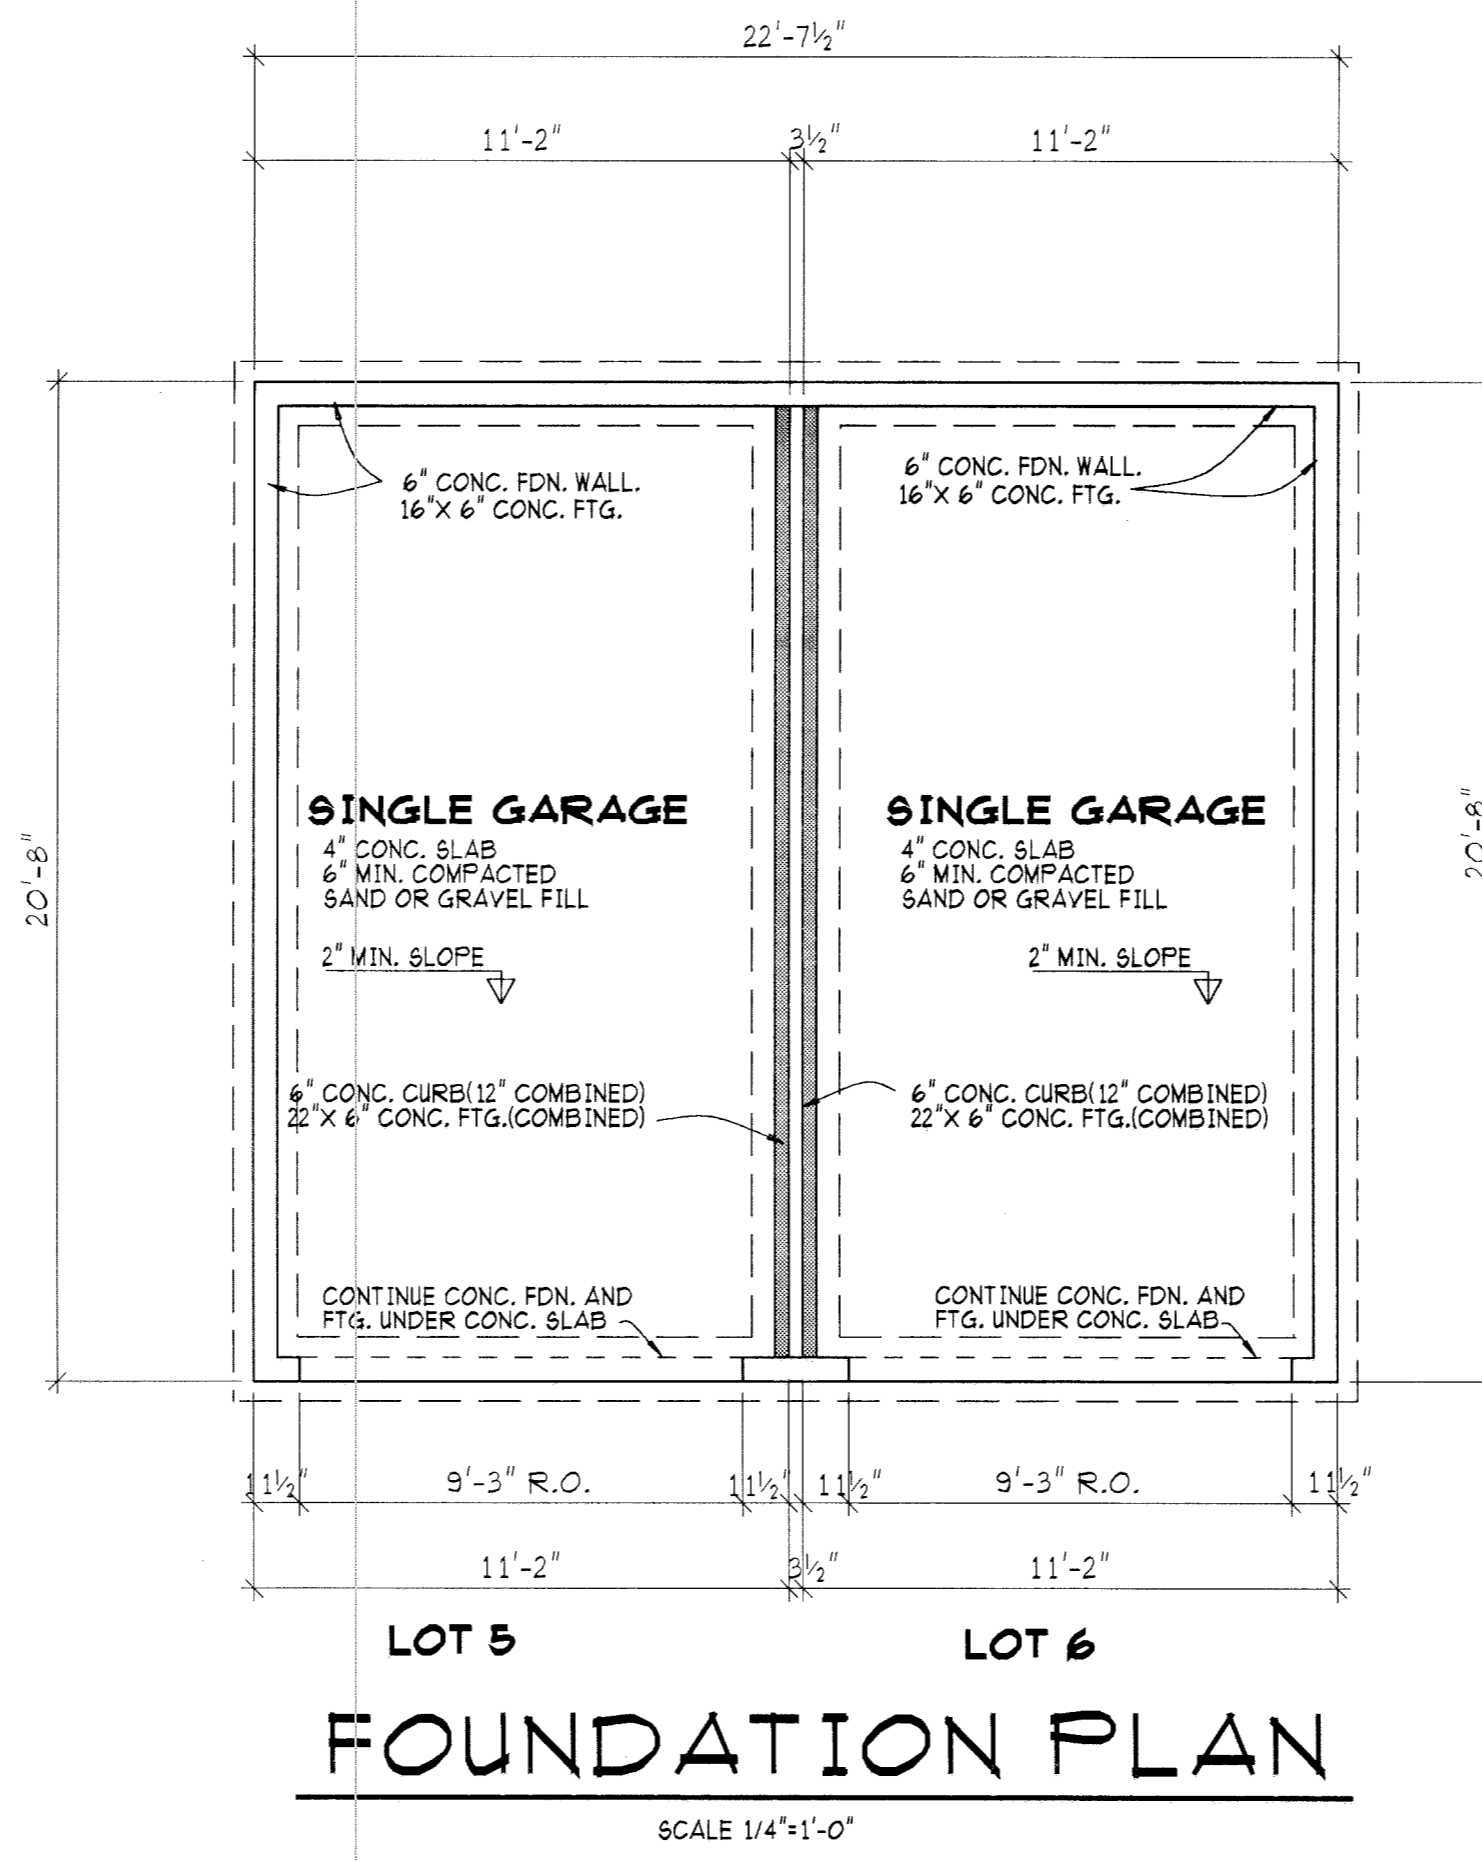 22'-7½"
11'-2" 3½" 11'-2"
6" CONC. FDN. WALL.
16"X 6" CONC. FTG.
6" CONC. FDN. WALL.
16"X 6" CONC. FTG.
20'-8"
20'-8"
SINGLE GARAGE
4" CONC. SLAB
6" MIN. COMPACTED
SAND OR GRAVEL FILL
2" MIN. SLOPE
SINGLE GARAGE
4" CONC. SLAB
6" MIN. COMPACTED
SAND OR GRAVEL FILL
2" MIN. SLOPE
6" CONC. CURB(12" COMBINED)
22"X 6" CONC. FTG.(COMBINED)
6" CONC. CURB(12" COMBINED)
22"X 6" CONC. FTG.(COMBINED)
CONTINUE CONC. FDN. AND
FTG. UNDER CONC. SLAB
CONTINUE CONC. FDN. AND
FTG. UNDER CONC. SLAB
11½" 9'-3" R.O. 11½" 11½" 9'-3" R.O. 11½"
11'-2" 3½" 11'-2"
LOT 5 LOT 6
FOUNDATION PLAN
SCALE 1/4"=1'-0"